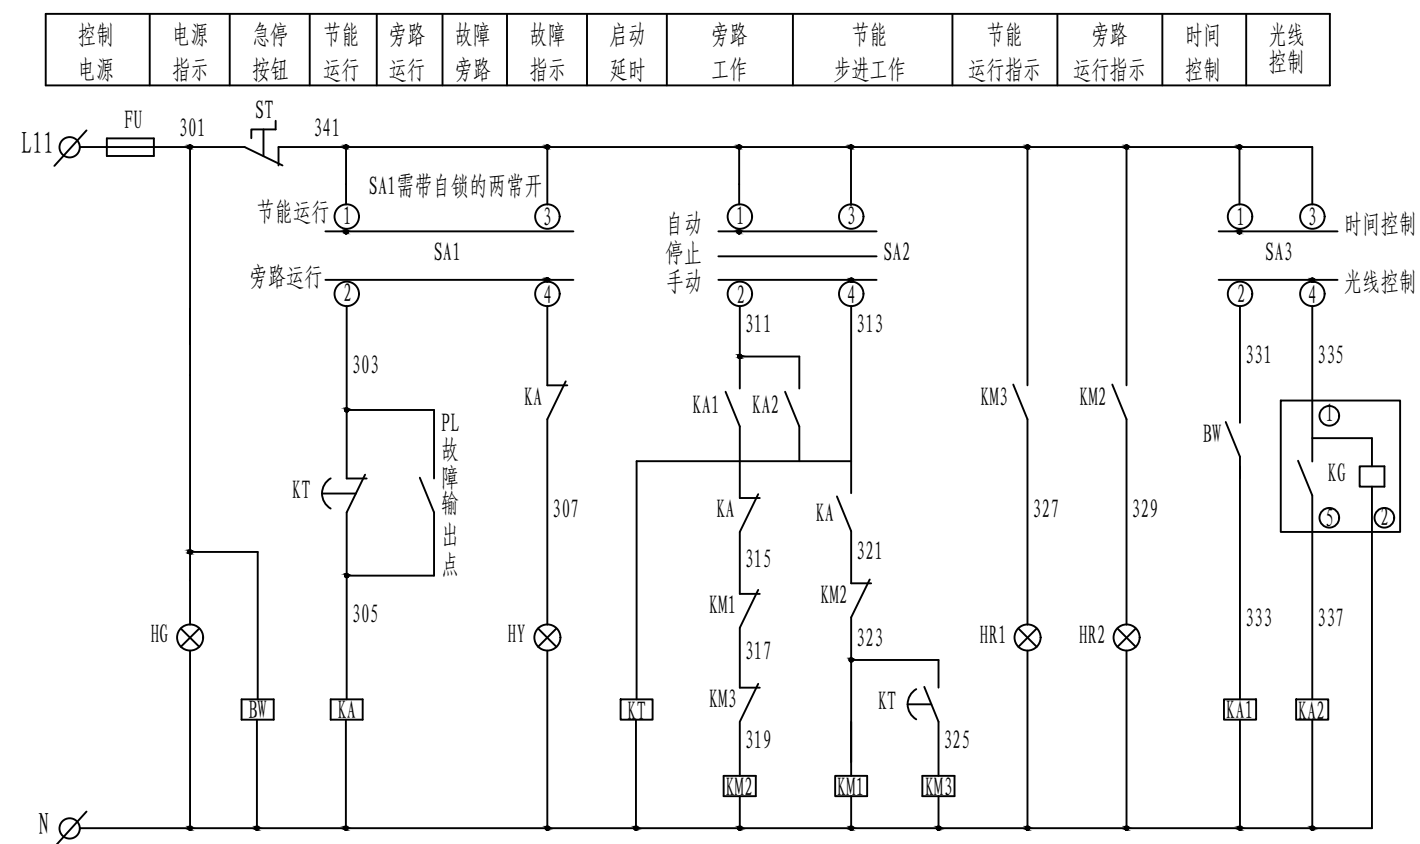 控制 电源 急停 节能 旁路 故障 故障 启动 旁路 节能 节能 旁路 时间 光线
电源 指示 按钮 运行 运行 旁路 指示 延时 工作 步进工作 运行指示 运行指示 控制 控制
ST
FU 301 341
L11
SA1需带自锁的两常开
节能运行 1 3 自动 1 3 1 3 时间控制
SA1 停止 SA2 SA3
旁路运行 2 4 手动 2 4 2 4 光线控制
311 313
303 331 335
KA KA1 KA2 KM3 KM2 1
PL故障输出点
BW
KT KG
307 KA KA 327 329 5 2
315 321
KM1 KM2
305 333 337
HG HY 317 323 HR1 HR2
KM3 KT
BW KA KT KA1 KA2
319 325
KM2 KM1 KM3
N